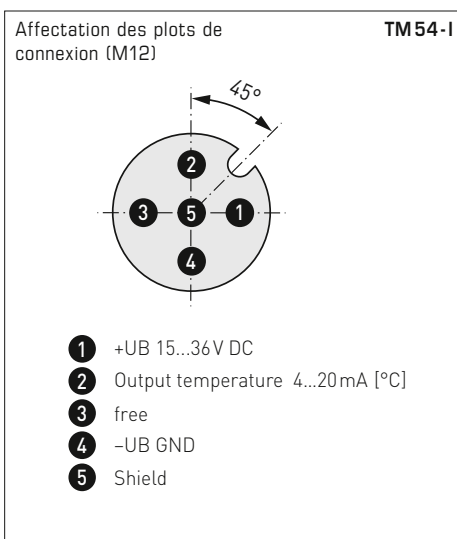 Affectation des plots de connexion (M12)
TM54-I
45°
2
3
5
1
4
1 +UB 15...36V DC
2 Output temperature 4...20mA [°C]
3 free
4 –UB GND
5 Shield